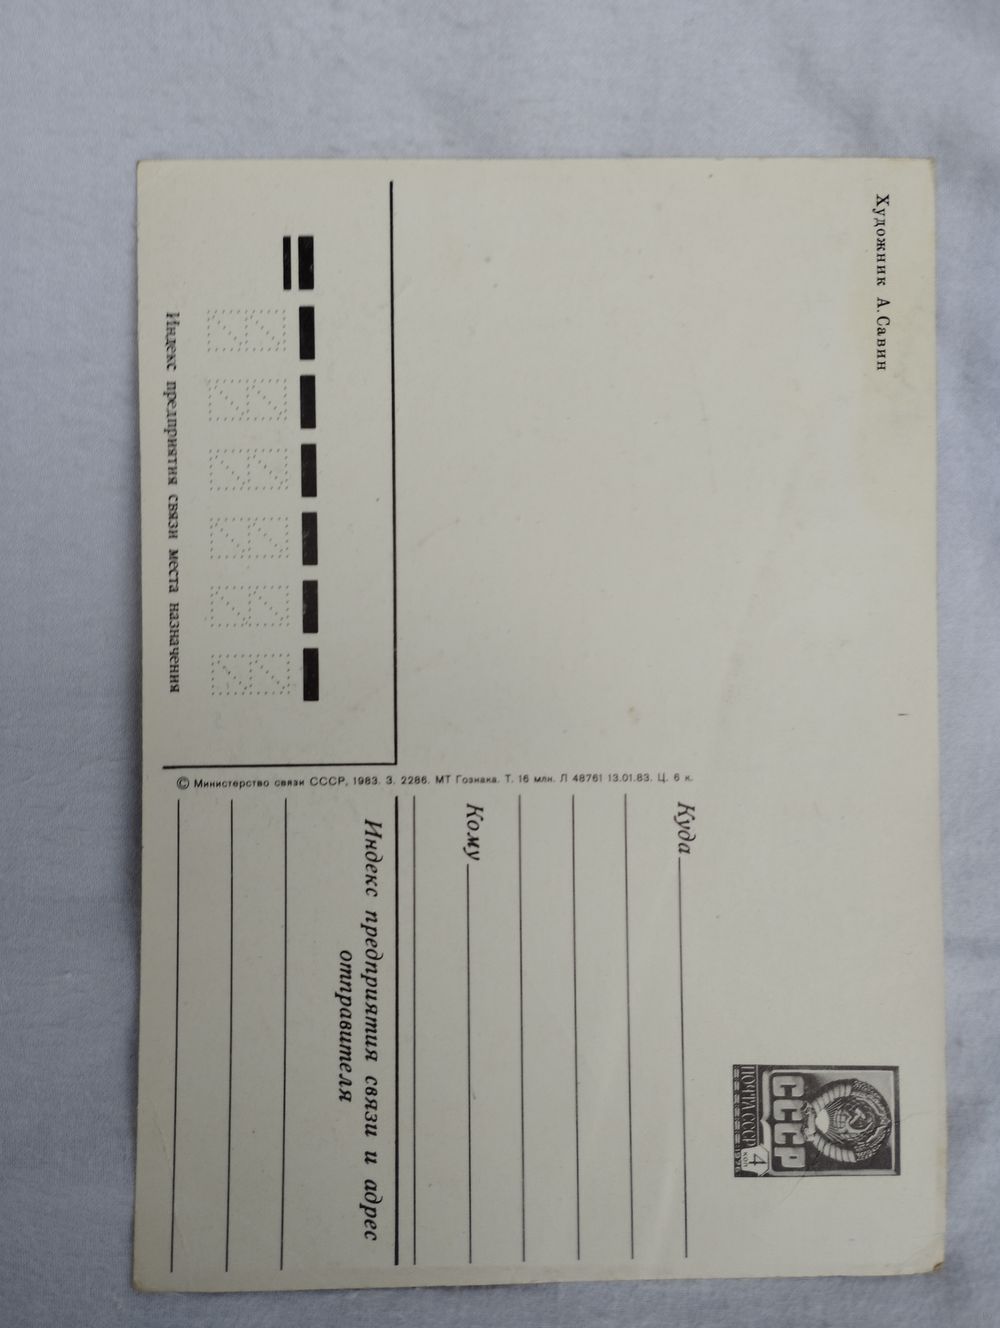 Художник А. Савин
СССР
ПОЧТА СССР
4
КОП
Куда
Кому
Индекс предприятия связи и адрес
отправителя
© Министерство связи СССР, 1983. З. 2286. МТ Гознака. Т. 16 млн. Л 48761 13.01.83. Ц. 6 к.
Индекс предприятия связи места назначения